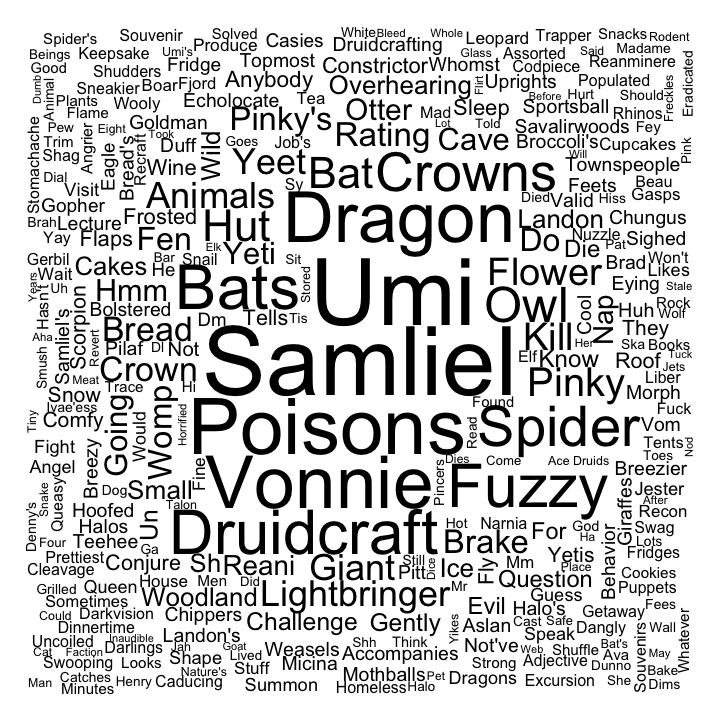 Spider's Souvenir Solved Casies White Bleed Whole Leopard Trapper Snacks Rodent
Beings Keepsake Umi's Produce Druidcrafting Glass Assorted Said Madame
Good Shudders Fridge Topmost Constrictor Whomst Codpiece Reanminere
Dumb Animal Sneakier Boar Fjord Anybody Overhearing Flirt Uprights Populated Freckles Eradicated
Plants Wooly Echolocate Tea Otter Sleep Before Hurt Should
Flame Goldman Pinky's Mad Sportsball Rhinos
Pew Eight Took Duff Goes Job's Rating Lot Told Savalirwoods Fey
Stomachache Trim Angrier Bread's Recraft Wild Cave Broccoli's Cupcakes Pink
Shag Eagle Wine Yeet Bat Crowns Will Townspeople
Dial Visit Animals Sy Died Valid Hiss Feets Beau Gasps
Gopher Frosted Hut Dragon Landon Chungus
Brah Lecture Fen Elk Do Nuzzle Pat Sighed
Yay Flaps Bar Snail Yeti Sit Die Brad Won't
Gerbil Cakes He Bats Stored Umi Flower Eying Likes
Years Wait Uh Hmm Owl Cool Nap Stale
Hasn't Samliel's Scorpion Bolstered Dm Tells Tis Huh Rock Wolf
Aha Revert Bread Kill Her They
Smush Pilaf Dl Not Samliel Elf Know Ska Books
Meat Crown Roof Tuck Jets
Snow Trace Hi Pinky Liber
Ivae'ess Going Would Womp Horrified Poisons Found Morph
Tiny Comfy Read Spider Fuck
Fight Vom Nod
Angel Breezy Fine Vonnie Pincers Dies Come Ace Druids Tents Toes
Snake Queasy Dog Small Talon Fuzzy Breezier
Denny's Hoofed Un Druidcraft Hot Narnia For God Giraffes Jester After
Halos Brake Ha Recon
Four Teehee Ga Yetis Behavior Swag
Prettiest Conjure Sh Reani Giant Still Dice Ice Fly Mm Place Lots Fridges
Cleavage House Men Did Pitt Mr Question Cookies
Grilled Queen Woodland Lightbringer Guess Puppets
Sometimes Evil Halo's Getaway Fees
Could Darkvision Chippers Challenge Gently Yikes Aslan Cast Safe Dangly Wall Whatever
Dinnertime Inaudible Landon's Not've Speak Souvenirs
Uncoiled Darlings Jah Goat Weasels Shh Think Web Shuffle Bat's
Cat Faction Shape Lived Micina Accompanies Strong Adjective Ava May
Swooping Looks Nature's Stuff Mothballs Pet Dragons Dunno Bake
Man Catches Minutes Henry Caducing Summon Homeless Halo Excursion She Dims